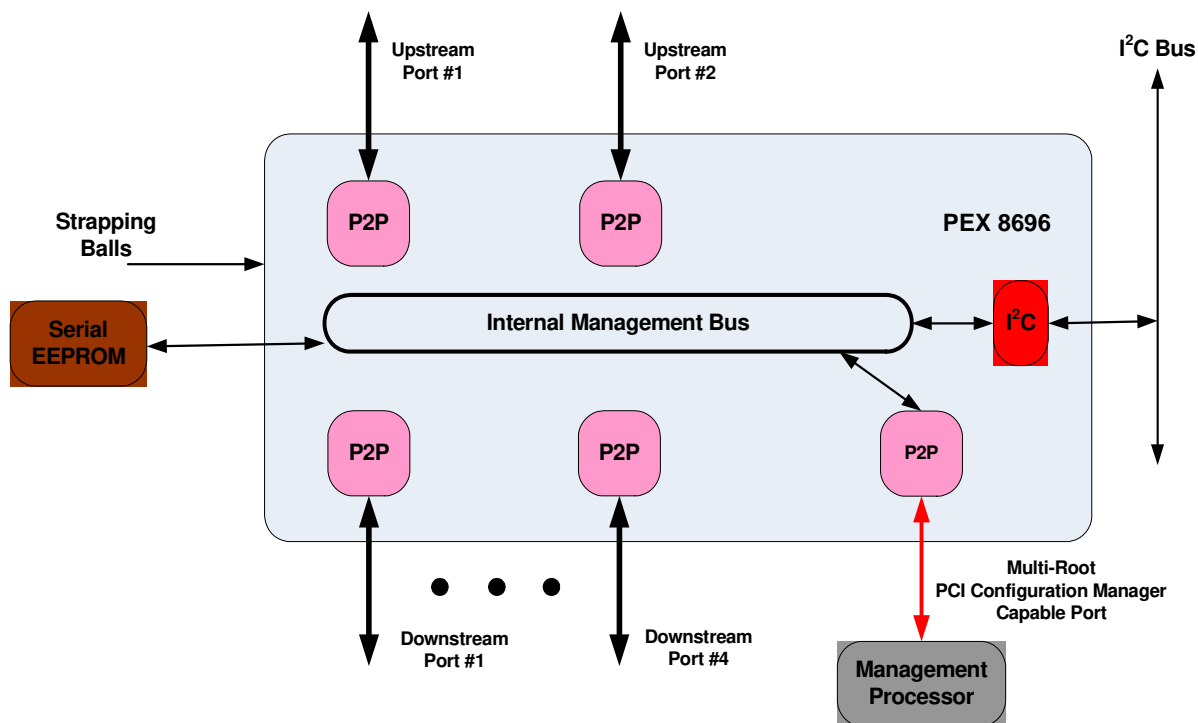 Upstream
Port #1
Upstream
Port #2
I²C Bus
P2P
P2P
PEX 8696
Strapping
Balls
Internal Management Bus
I²C
Serial
EEPROM
P2P
P2P
P2P
Multi-Root
PCI Configuration Manager
Capable Port
Downstream
Port #1
Downstream
Port #4
Management
Processor